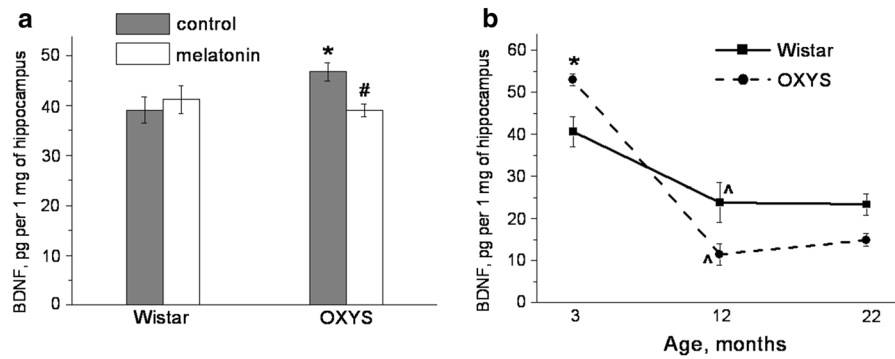 a
control
melatonin
BDNF, pg per 1 mg of hippocampus
50
40
30
20
10
0
*
#
Wistar
OXYS
b
Wistar
OXYS
BDNF, pg per 1 mg of hippocampus
60
50
40
30
20
10
0
*
^
^
3
12
22
Age, months